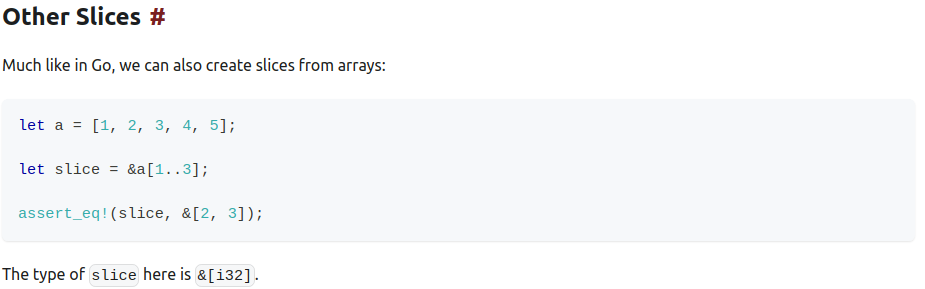 Other Slices #
Much like in Go, we can also create slices from arrays:
let a = [1, 2, 3, 4, 5];
let slice = &a[1..3];
assert_eq!(slice, &[2, 3]);
The type of slice here is &[i32].